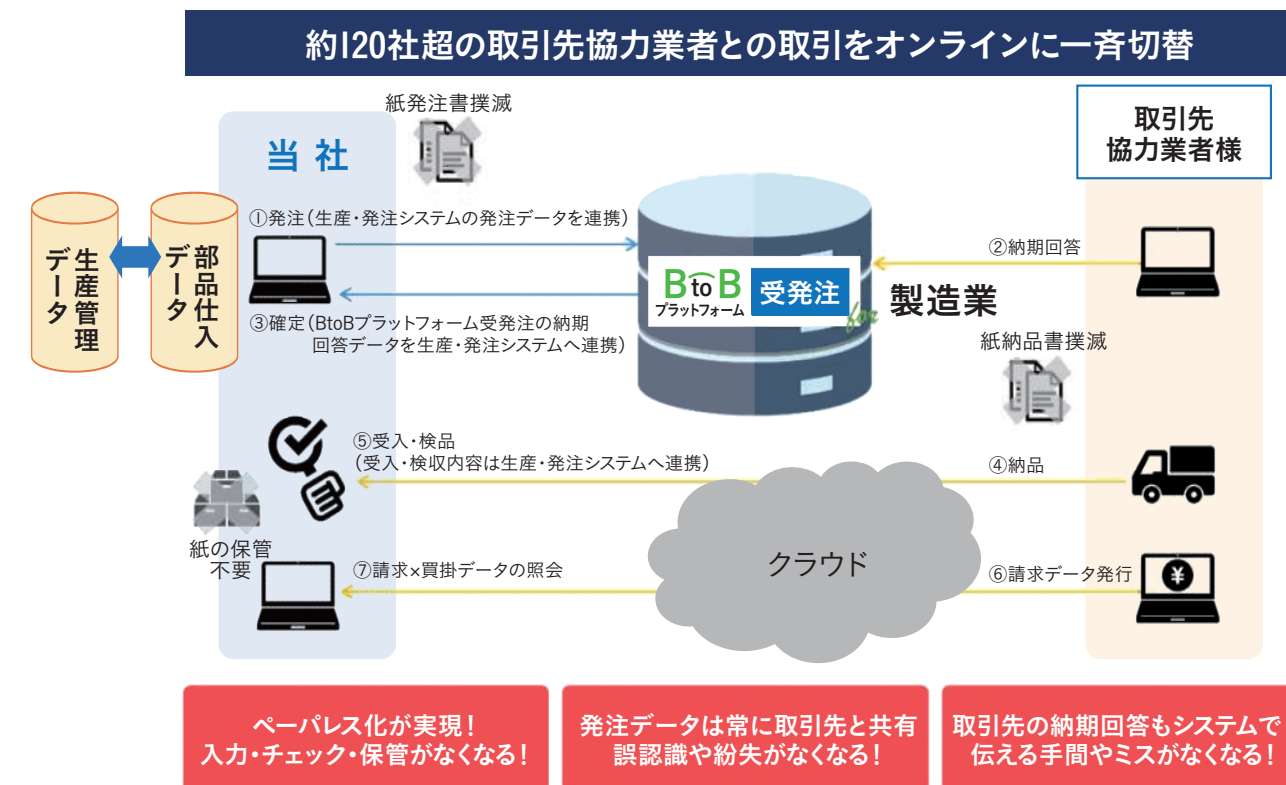 約120社超の取引先協力業者との取引をオンラインに一斉切替
紙発注書撲滅
当社
取引先
協力業者様
生産管理
データ
部品仕入
データ
①発注(生産・発注システムの発注データを連携)
②納期回答
BtoB
プラットフォーム
受発注
for
製造業
③確定(BtoBプラットフォーム受発注の納期
回答データを生産・発注システムへ連携)
紙納品書撲滅
⑤受入・検品
(受入・検収内容は生産・発注システムへ連携)
④納品
紙の保管
不要
クラウド
⑦請求×買掛データの照会
⑥請求データ発行
¥
ペーパレス化が実現!
入力・チェック・保管がなくなる!
発注データは常に取引先と共有
誤認識や紛失がなくなる!
取引先の納期回答もシステムで
伝える手間やミスがなくなる!